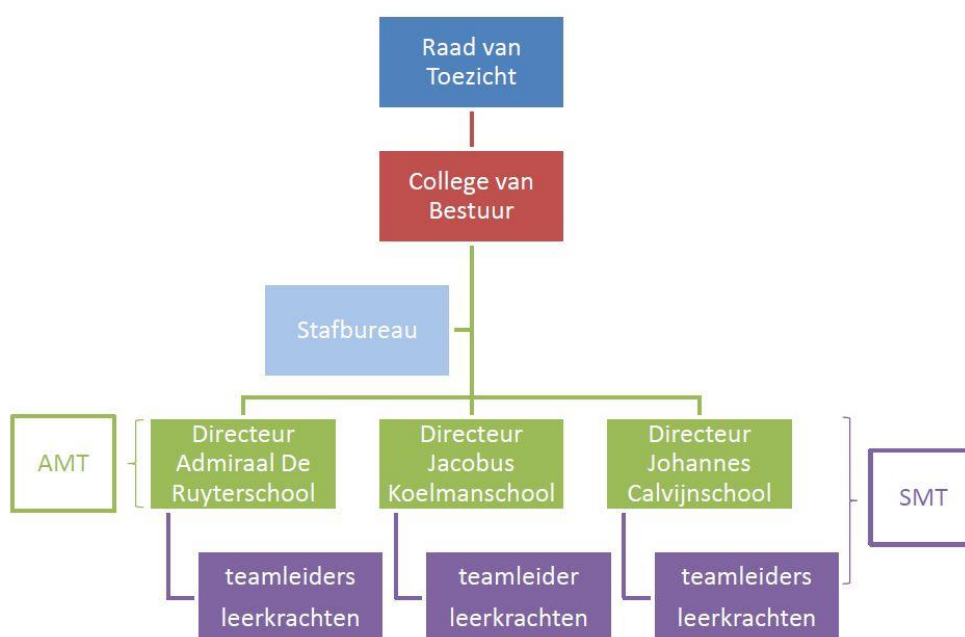 Raad van
Toezicht
College van
Bestuur
Stafbureau
AMT
Directeur
Admiraal De
Ruyterschool
Directeur
Jacobus
Koelmanschool
Directeur
Johannes
Calvijnschool
SMT
teamleiders
leerkrachten
teamleider
leerkrachten
teamleiders
leerkrachten